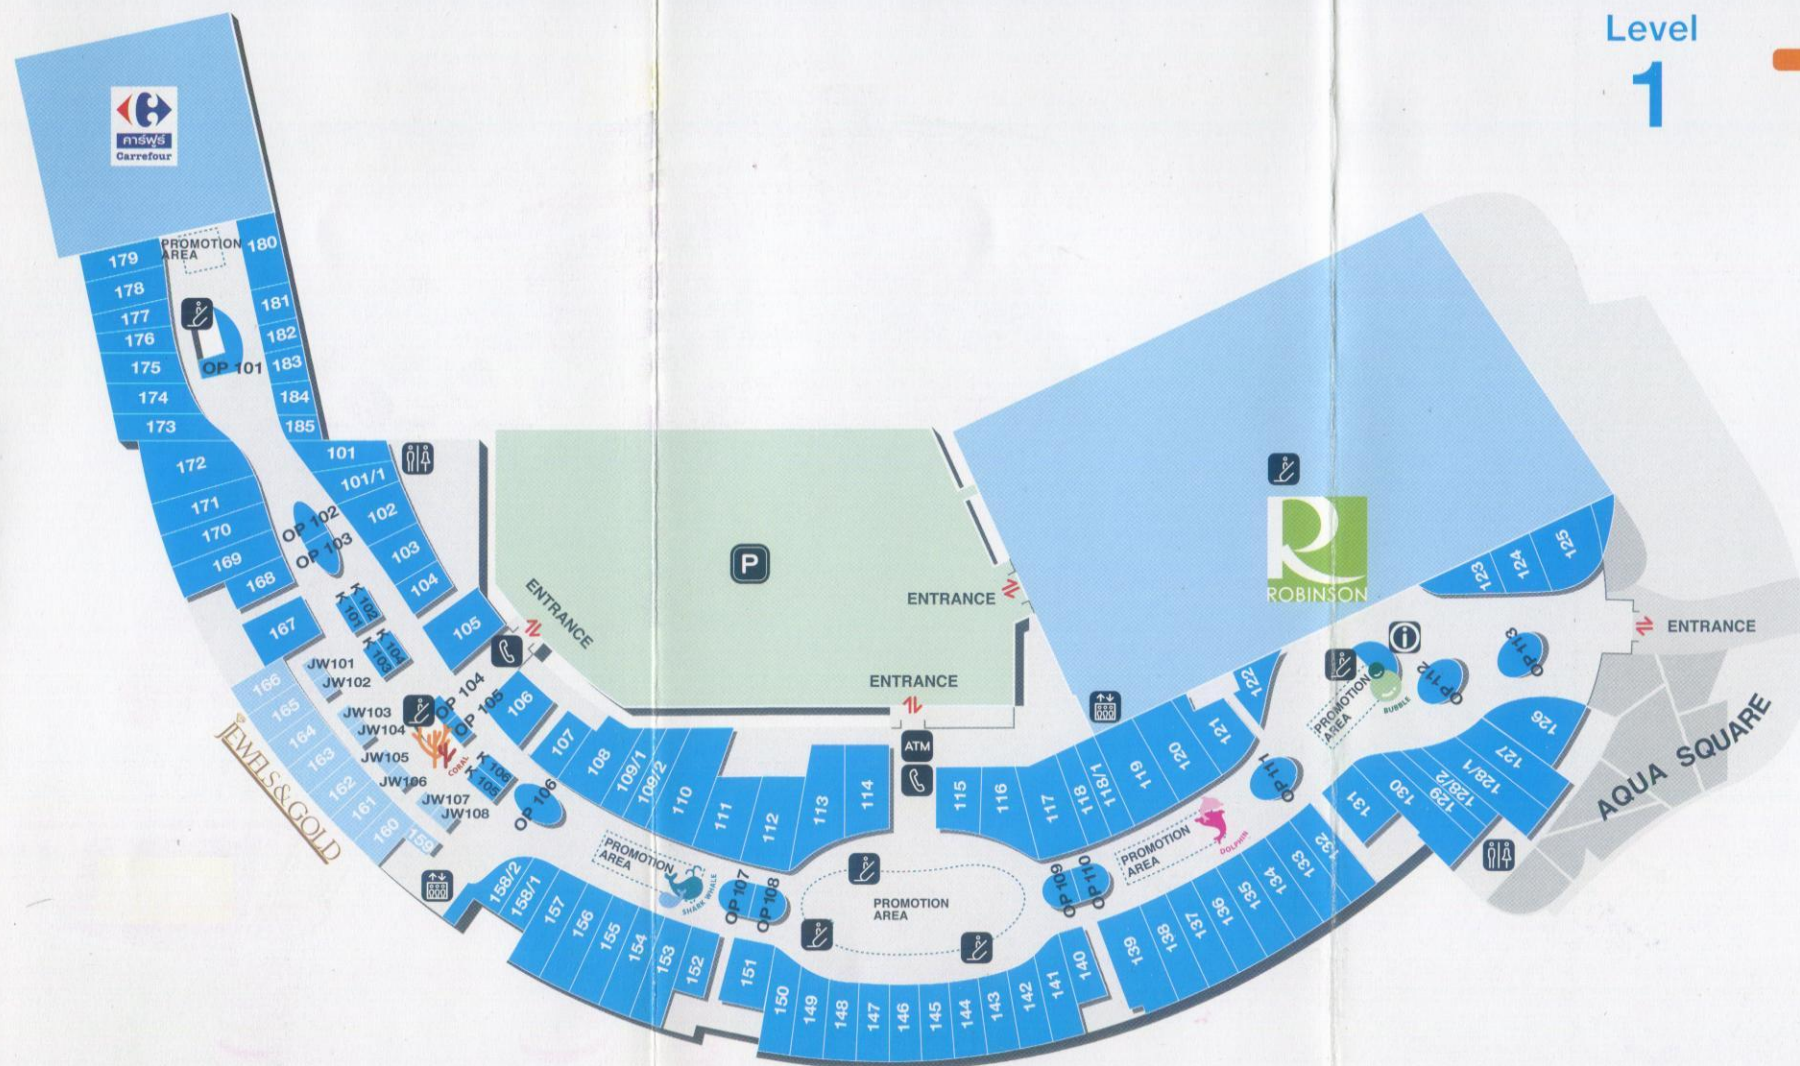 Level
1
คาร์ฟูร์
Carrefour
PROMOTION
AREA
180
179
178
177
176
175
174
173
181
182
183
184
185
OP 101
172
171
170
169
168
167
101
101/1
102
103
104
105
OP 102
OP 103
K 101
K 102
K 103
K 104
ENTRANCE
P
ENTRANCE
ENTRANCE
ROBINSON
123
124
125
i
ENTRANCE
JW101
JW102
JW103
JW104
JW105
JW106
JW107
JW108
166
165
164
163
162
161
160
159
JEWELS & GOLD
OP 104
OP 105
CORAL
K 106
K 105
OP 106
106
107
108
109/1
109/2
110
111
112
113
114
ATM
115
116
117
118
118/1
119
120
121
122
PROMOTION
AREA
BUBBLE
OP 112
OP 113
OP 111
126
127
128/1
128/2
129
130
131
AQUA SQUARE
PROMOTION
AREA
SHARK WHALE
OP 107
OP 108
PROMOTION
AREA
OP 109
OP 110
PROMOTION
AREA
DOLPHIN
132
133
134
135
136
137
138
139
158/2
158/1
157
156
155
154
153
152
151
150
149
148
147
146
145
144
143
142
141
140